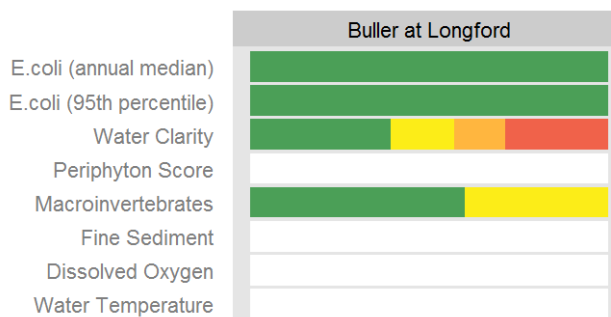 Buller at Longford
E.coli (annual median)
E.coli (95th percentile)
Water Clarity
Periphyton Score
Macroinvertebrates
Fine Sediment
Dissolved Oxygen
Water Temperature